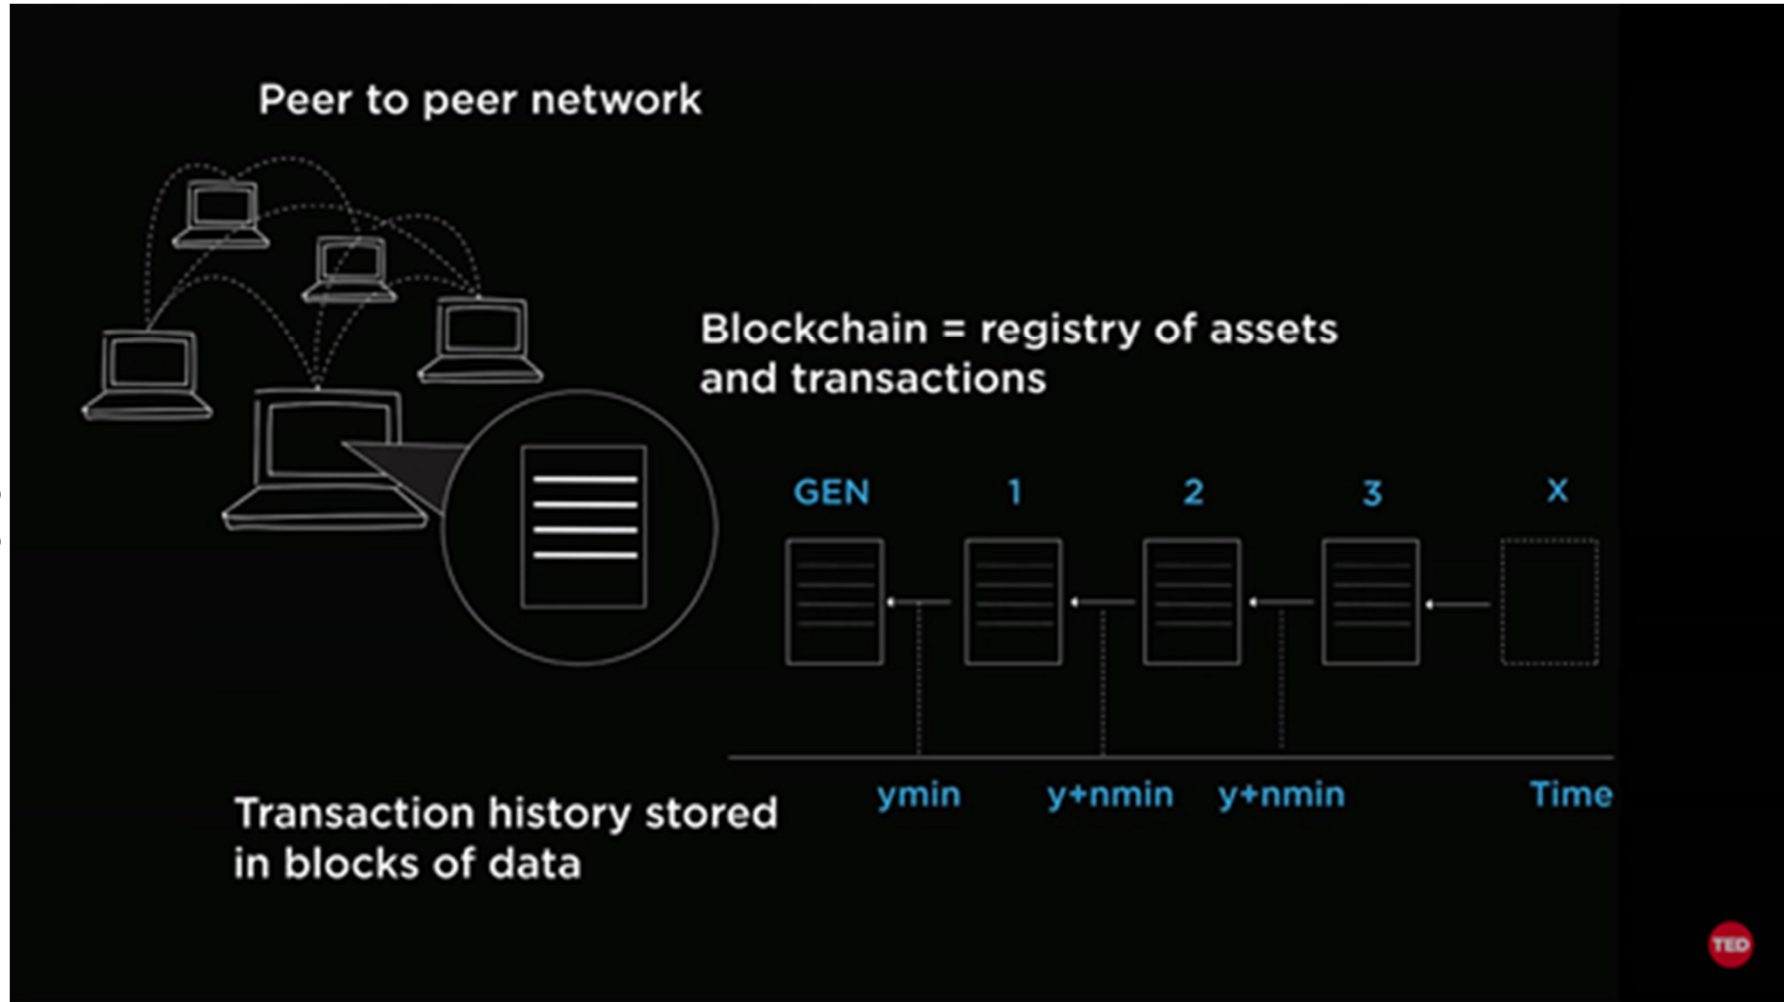 Peer to peer network
Blockchain = registry of assets
and transactions
GEN 1 2 3 X
ymin y+nmin y+nmin Time
Transaction history stored
in blocks of data
TED